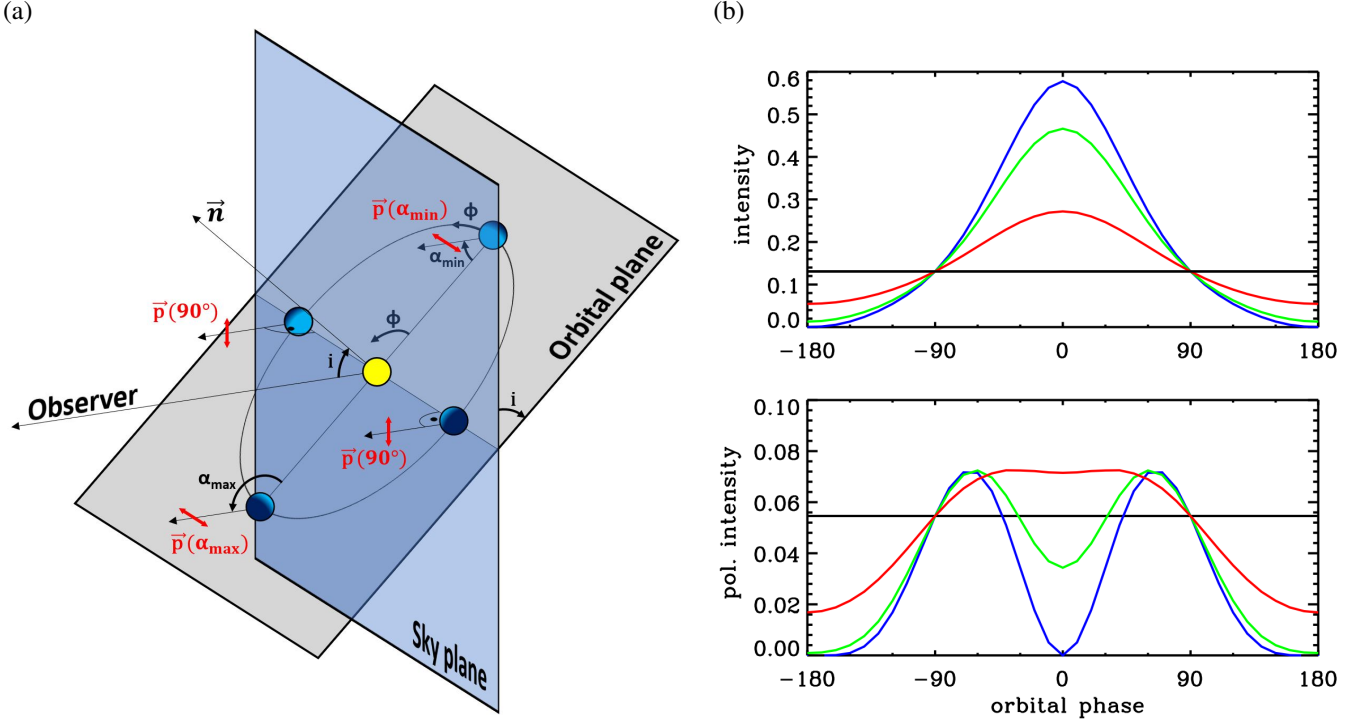 (a)
p⃗(α_min)
ϕ
n⃗
α_min
Orbital plane
p⃗(90°)
ϕ
i
Observer
i
p⃗(90°)
α_max
p⃗(α_max)
Sky plane
(b)
0.6
0.5
0.4
0.3
0.2
0.1
0.0
intensity
−180 −90 0 90 180
0.10
0.08
0.06
0.04
0.02
0.00
pol. intensity
−180 −90 0 90 180
orbital phase